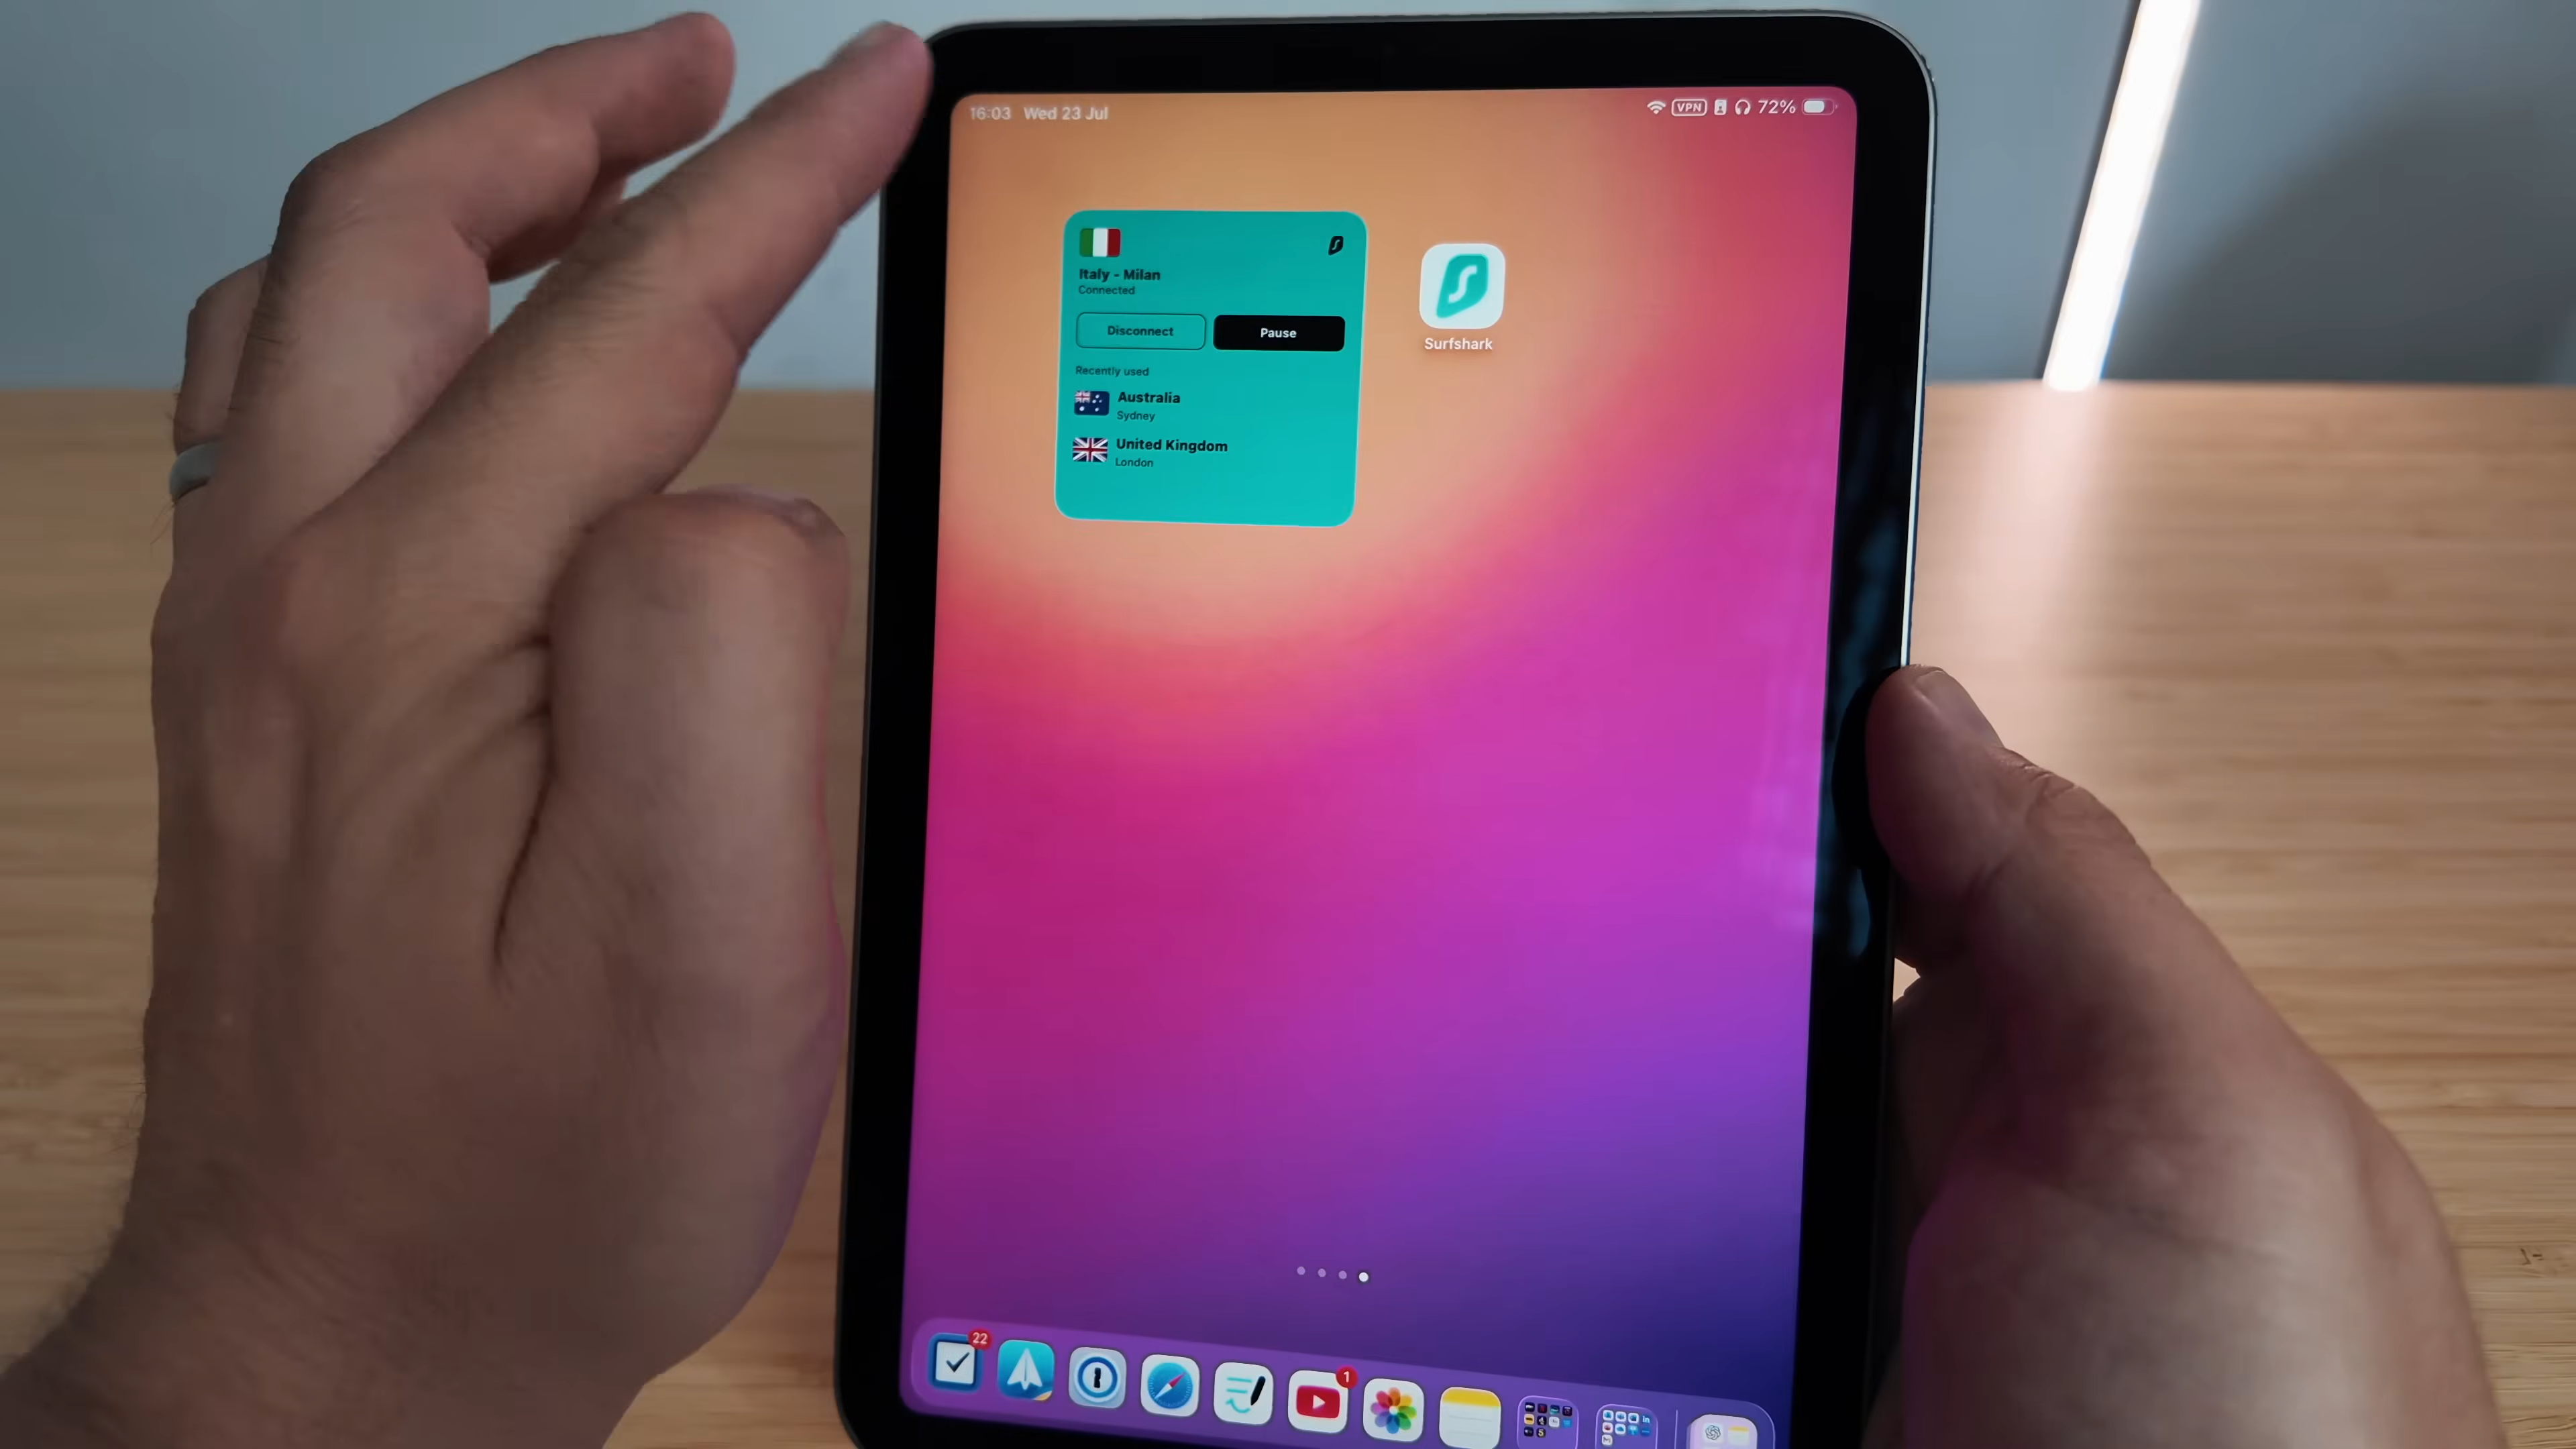 16:03 Wed 23 Jul
VPN 72%
Italy - Milan
Connected
Disconnect
Pause
Recently used
Australia
Sydney
United Kingdom
London
Surfshark
22
1